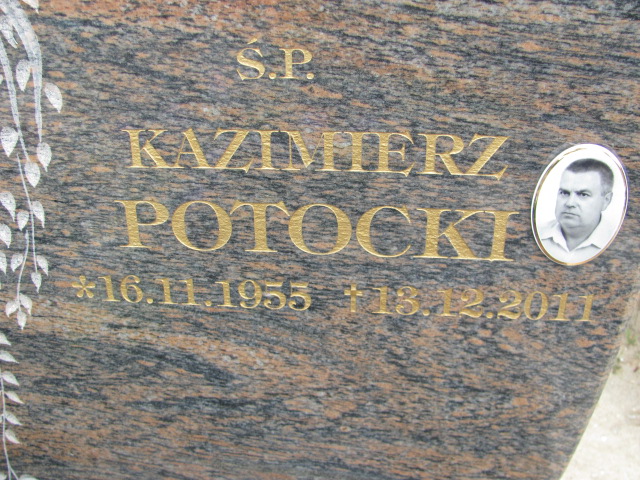 Ś.P.
KAZIMIERZ
POTOCKI
*16.11.1955 †13.12.2011